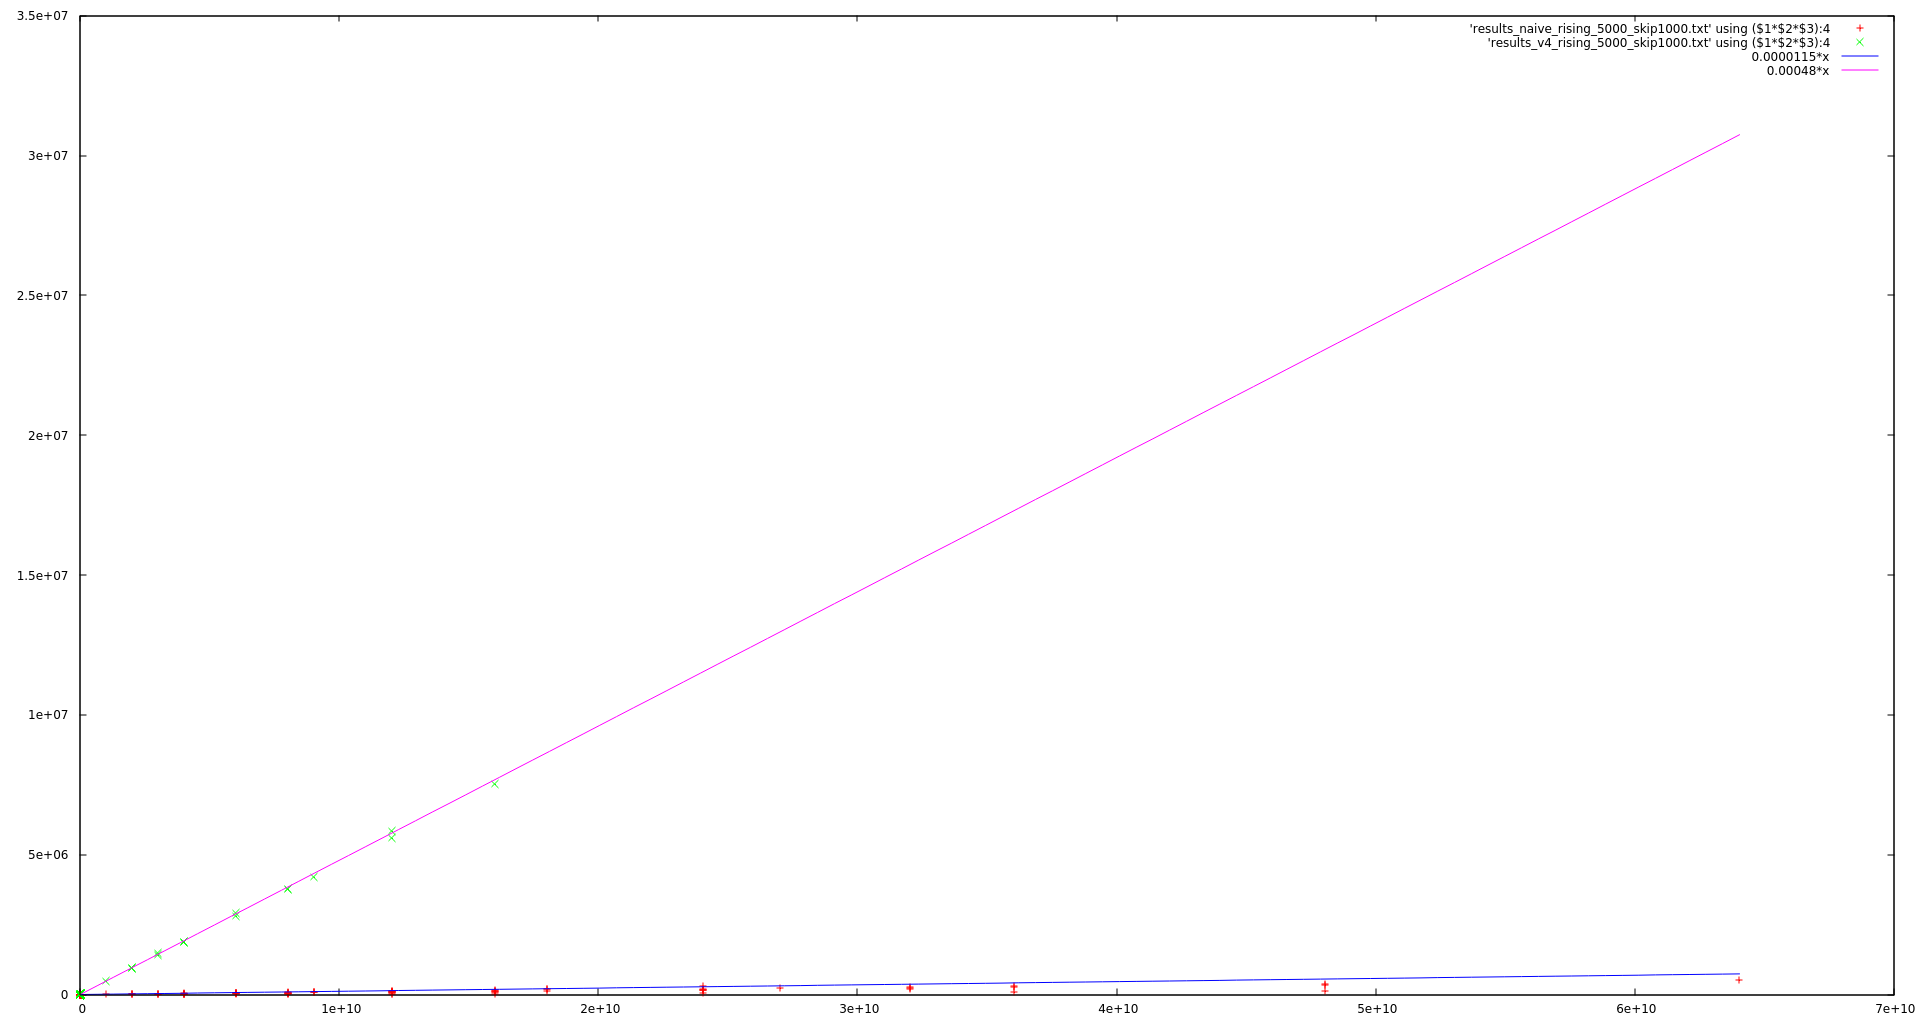 3.5e+07
3e+07
2.5e+07
2e+07
1.5e+07
1e+07
5e+06
0
'results_naive_rising_5000_skip1000.txt' using ($1*$2*$3):4
'results_v4_rising_5000_skip1000.txt' using ($1*$2*$3):4
0.0000115*x
0.00048*x
0
1e+10
2e+10
3e+10
4e+10
5e+10
6e+10
7e+10